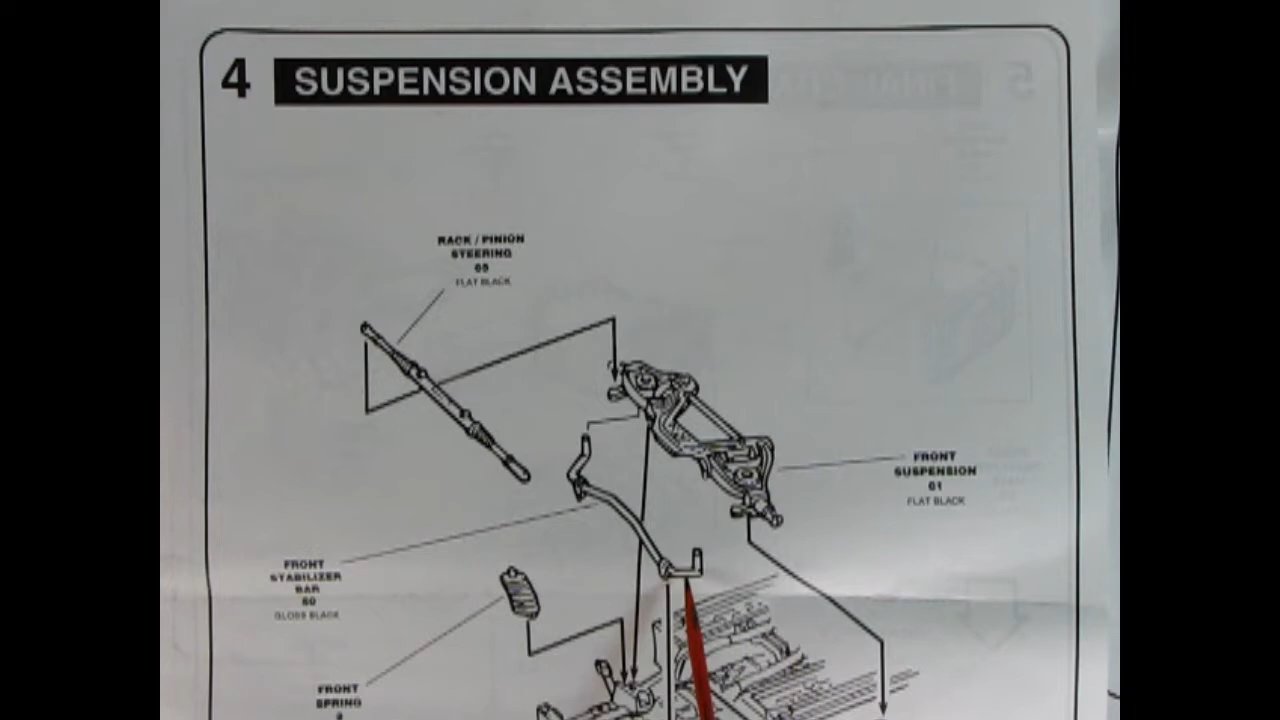 4 SUSPENSION ASSEMBLY
RACK / PINION
STEERING
65
FLAT BLACK
FRONT
SUSPENSION
61
FLAT BLACK
FRONT
STABILIZER
BAR
60
GLOSS BLACK
FRONT
SPRING